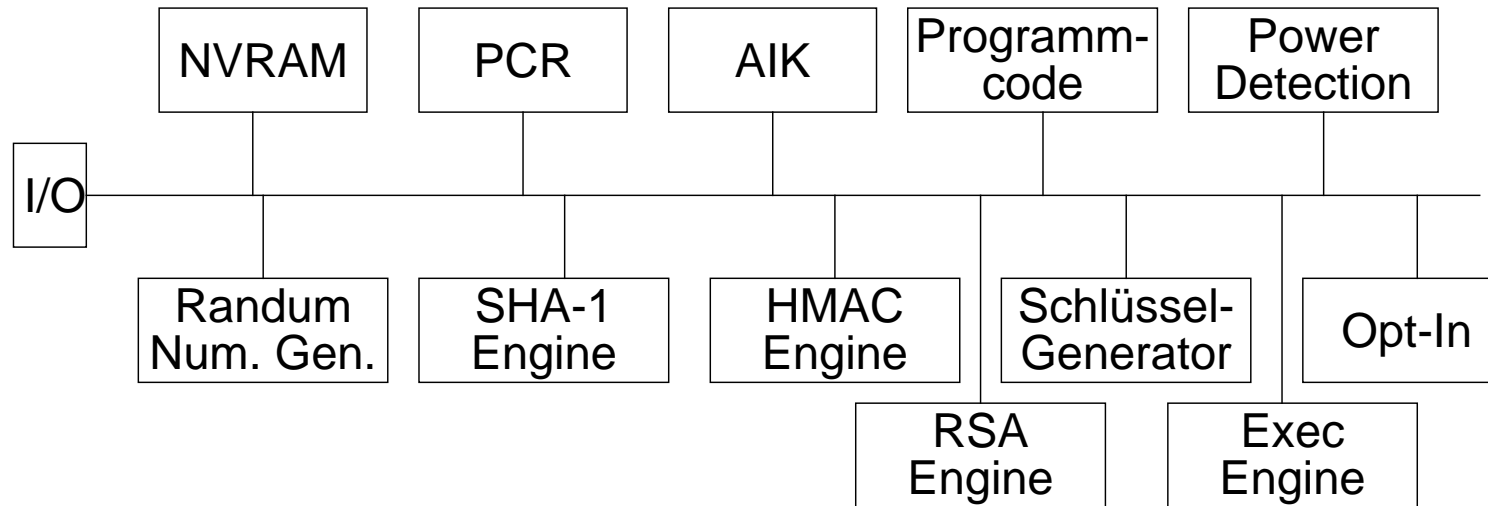 NVRAM
PCR
AIK
Programm-
code
Power
Detection
I/O
Randum
Num. Gen.
SHA-1
Engine
HMAC
Engine
Schlüssel-
Generator
Opt-In
RSA
Engine
Exec
Engine